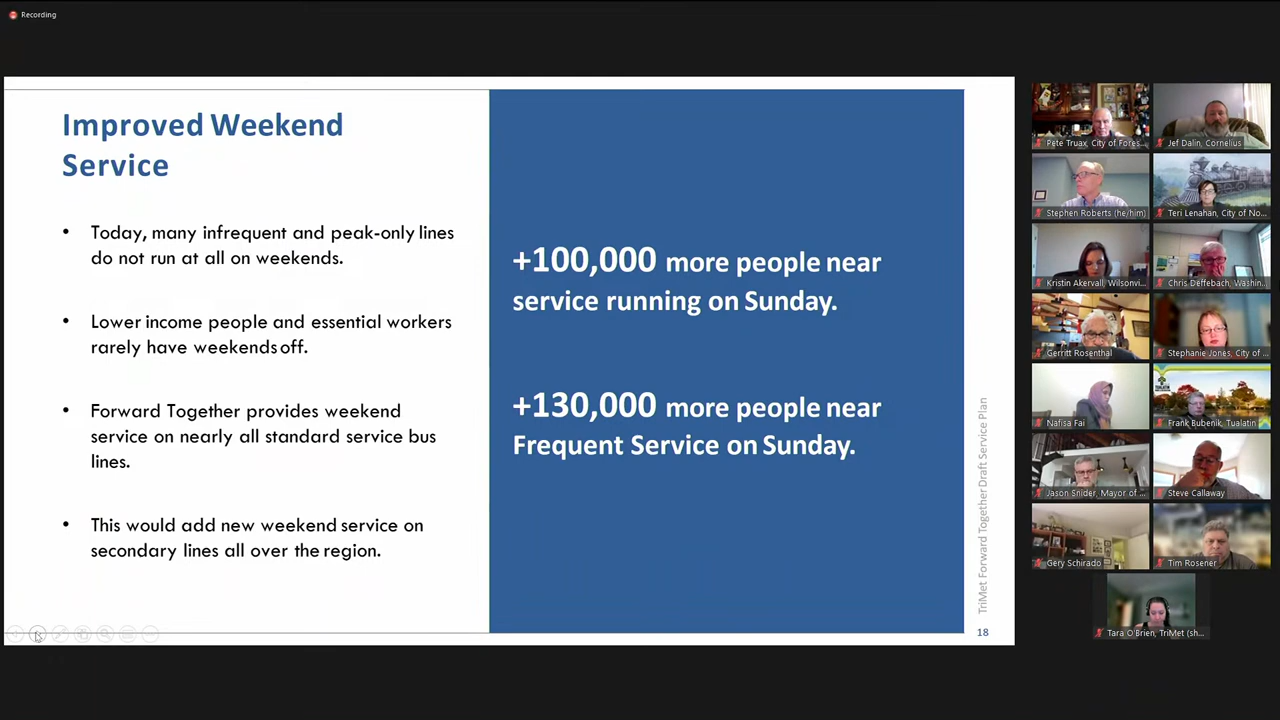 Recording
Improved Weekend
Service
• Today, many infrequent and peak-only lines
do not run at all on weekends.
• Lower income people and essential workers
rarely have weekends off.
• Forward Together provides weekend
service on nearly all standard service bus
lines.
• This would add new weekend service on
secondary lines all over the region.
+100,000 more people near
service running on Sunday.
+130,000 more people near
Frequent Service on Sunday.
TriMet Forward Together Draft Service Plan
18
Pete Truax, City of Fores...
Jef Dalin, Cornelius
Stephen Roberts (he/him)
Teri Lenahan, City of No...
Kristin Akervall, Wilsonvi...
Chris Deffebach, Washin...
Gerritt Rosenthal
Stephanie Jones, City of ...
Nafisa Fai
TUALATIN
Frank Bubenik, Tualatin
Jason Snider, Mayor of ...
Steve Callaway
Gery Schirado
Tim Rosener
Tara O'Brien, TriMet (sh...